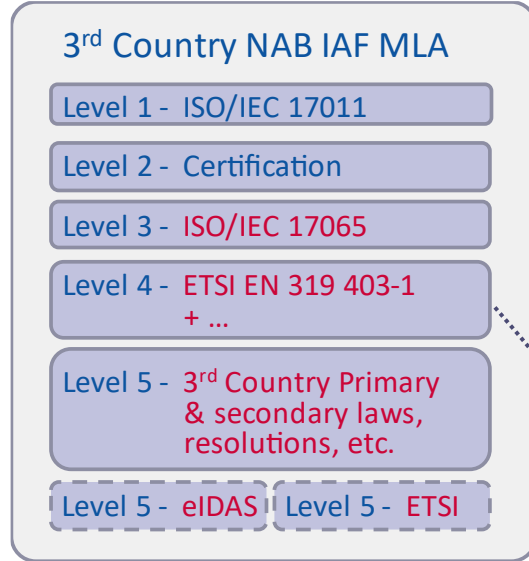 3rd Country NAB IAF MLA
Level 1 - ISO/IEC 17011
Level 2 - Certification
Level 3 - ISO/IEC 17065
Level 4 - ETSI EN 319 403-1
+ ...
Level 5 - 3rd Country Primary
& secondary laws,
resolutions, etc.
Level 5 - eIDAS
Level 5 - ETSI